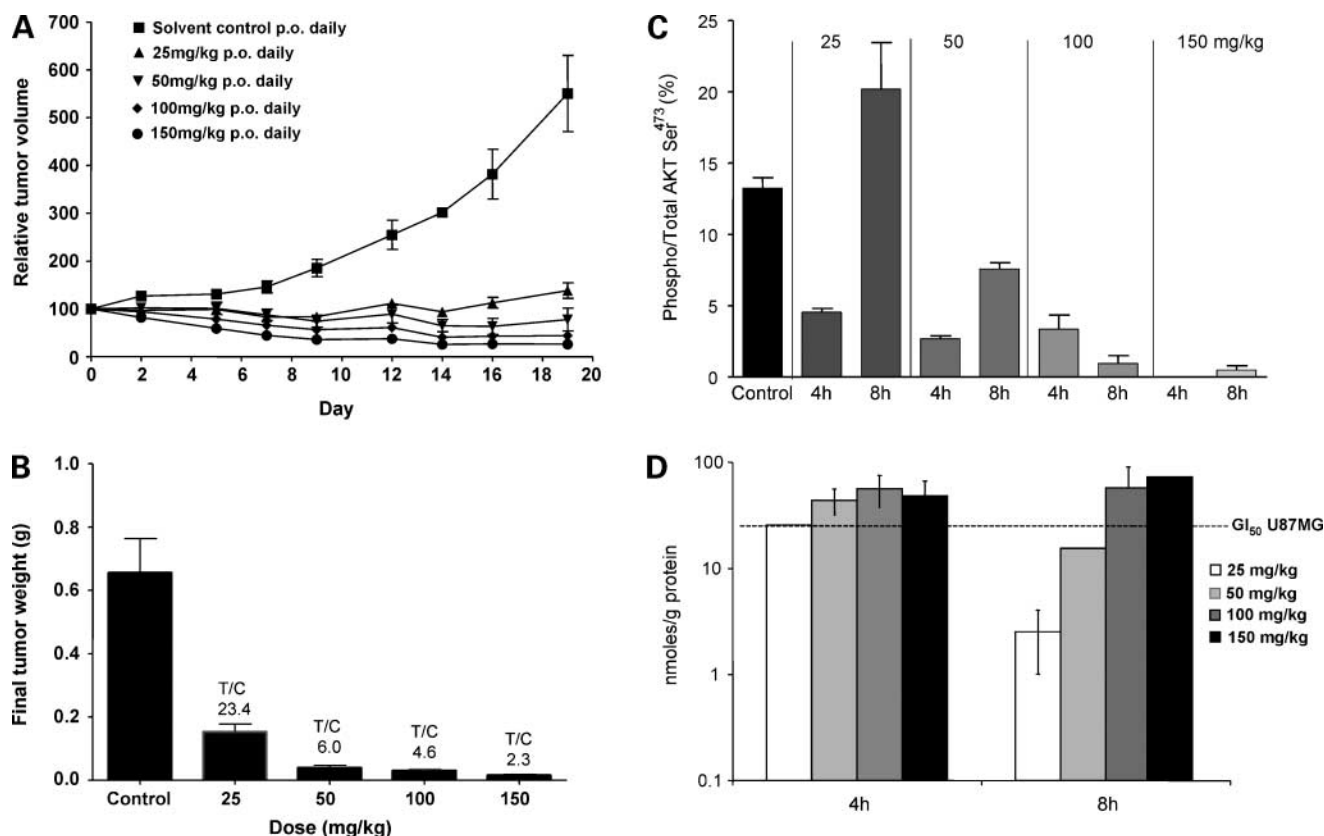 A
700
600
500
400
300
200
100
0
Relative tumor volume
Solvent control p.o. daily
25mg/kg p.o. daily
50mg/kg p.o. daily
100mg/kg p.o. daily
150mg/kg p.o. daily
0 2 4 6 8 10 12 14 16 18 20
Day
B
1.0
0.8
0.6
0.4
0.2
0.0
Final tumor weight (g)
T/C
23.4
T/C
6.0
T/C
4.6
T/C
2.3
Control 25 50 100 150
Dose (mg/kg)
C
25
20
15
10
5
0
Phospho/Total AKT Ser473 (%)
25 50 100 150 mg/kg
Control 4h 8h 4h 8h 4h 8h 4h 8h
D
100
10
1
0.1
nmoles/g protein
GI50 U87MG
25 mg/kg
50 mg/kg
100 mg/kg
150 mg/kg
4h 8h